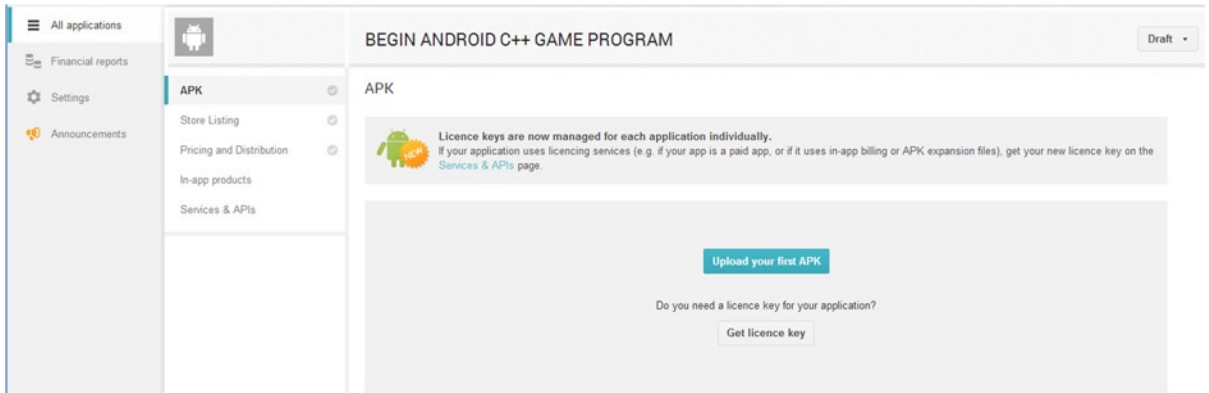 All applications
Financial reports
Settings
Announcements
BEGIN ANDROID C++ GAME PROGRAM
Draft
APK
Store Listing
Pricing and Distribution
In-app products
Services & APIs
APK
NEW
Licence keys are now managed for each application individually.
If your application uses licencing services (e.g. if your app is a paid app, or if it uses in-app billing or APK expansion files), get your new licence key on the
Services & APIs page.
Upload your first APK
Do you need a licence key for your application?
Get licence key